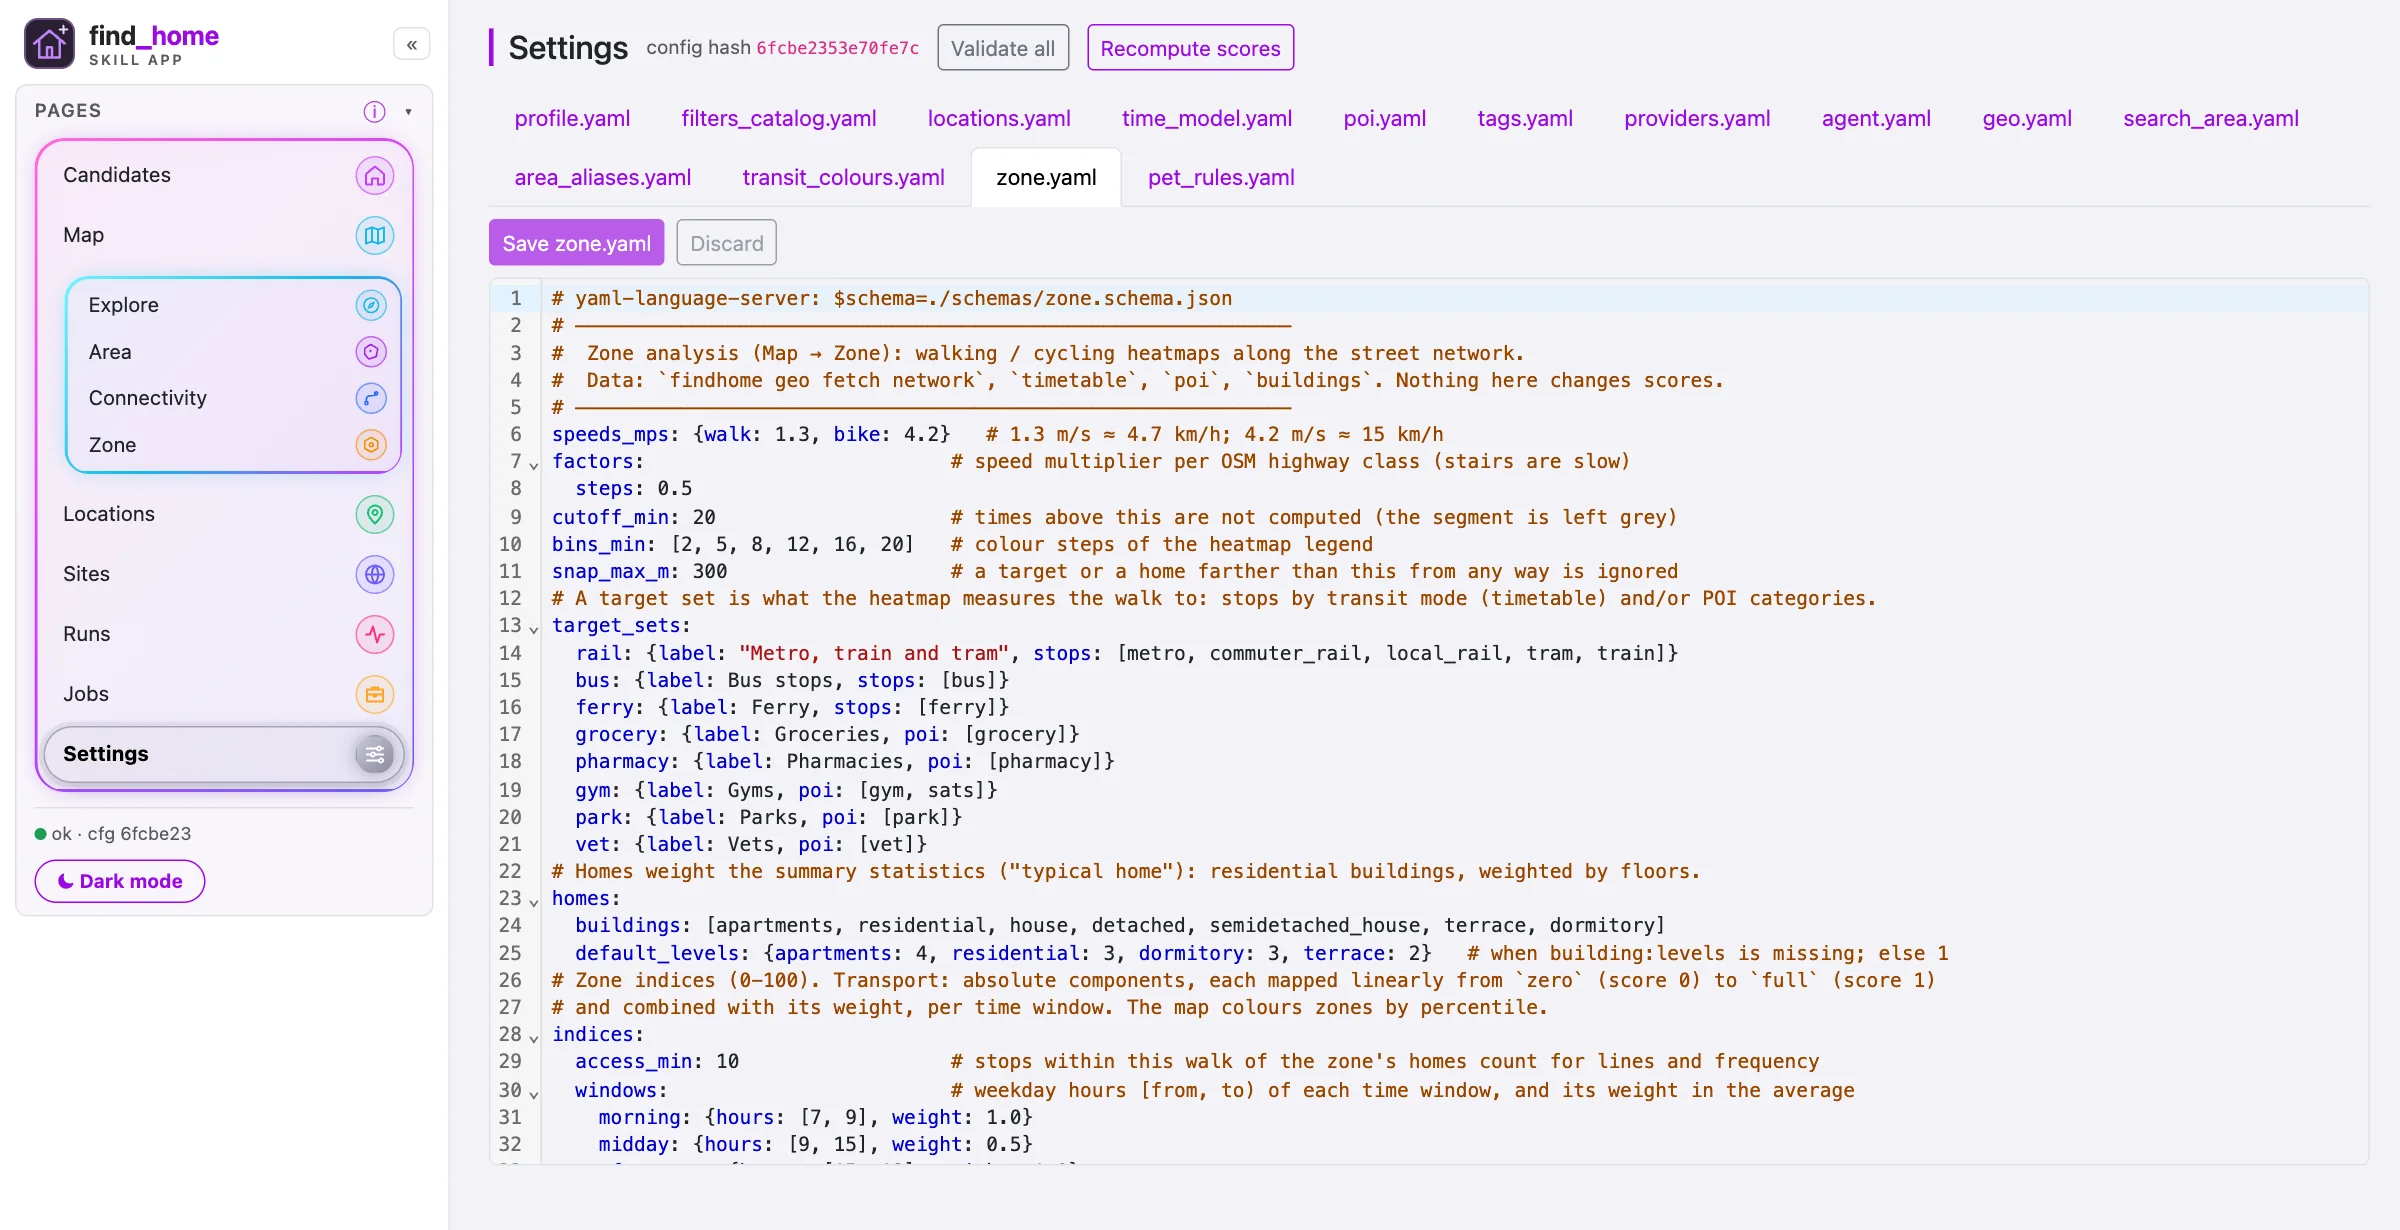 find_home
SKILL APP
«
PAGES
Candidates
Map
Explore
Area
Connectivity
Zone
Locations
Sites
Runs
Jobs
Settings
ok · cfg 6fcbe23
Dark mode
Settings config hash 6fcbe2353e70fe7c Validate all Recompute scores
profile.yaml filters_catalog.yaml locations.yaml time_model.yaml poi.yaml tags.yaml providers.yaml agent.yaml geo.yaml search_area.yaml
area_aliases.yaml transit_colours.yaml zone.yaml pet_rules.yaml
Save zone.yaml Discard
1 # yaml-language-server: $schema=./schemas/zone.schema.json
2 # ─────────────────────────────────────────────────────────────
3 #  Zone analysis (Map → Zone): walking / cycling heatmaps along the street network.
4 #  Data: `findhome geo fetch network`, `timetable`, `poi`, `buildings`. Nothing here changes scores.
5 # ─────────────────────────────────────────────────────────────
6 speeds_mps: {walk: 1.3, bike: 4.2}   # 1.3 m/s ≈ 4.7 km/h; 4.2 m/s ≈ 15 km/h
7 factors:                          # speed multiplier per OSM highway class (stairs are slow)
8   steps: 0.5
9 cutoff_min: 20                    # times above this are not computed (the segment is left grey)
10 bins_min: [2, 5, 8, 12, 16, 20]   # colour steps of the heatmap legend
11 snap_max_m: 300                   # a target or a home farther than this from any way is ignored
12 # A target set is what the heatmap measures the walk to: stops by transit mode (timetable) and/or POI categories.
13 target_sets:
14   rail: {label: "Metro, train and tram", stops: [metro, commuter_rail, local_rail, tram, train]}
15   bus: {label: Bus stops, stops: [bus]}
16   ferry: {label: Ferry, stops: [ferry]}
17   grocery: {label: Groceries, poi: [grocery]}
18   pharmacy: {label: Pharmacies, poi: [pharmacy]}
19   gym: {label: Gyms, poi: [gym, sats]}
20   park: {label: Parks, poi: [park]}
21   vet: {label: Vets, poi: [vet]}
22 # Homes weight the summary statistics ("typical home"): residential buildings, weighted by floors.
23 homes:
24   buildings: [apartments, residential, house, detached, semidetached_house, terrace, dormitory]
25   default_levels: {apartments: 4, residential: 3, dormitory: 3, terrace: 2}   # when building:levels is missing; else 1
26 # Zone indices (0-100). Transport: absolute components, each mapped linearly from `zero` (score 0) to `full` (score 1)
27 # and combined with its weight, per time window. The map colours zones by percentile.
28 indices:
29   access_min: 10                  # stops within this walk of the zone's homes count for lines and frequency
30   windows:                        # weekday hours [from, to) of each time window, and its weight in the average
31     morning: {hours: [7, 9], weight: 1.0}
32     midday: {hours: [9, 15], weight: 0.5}